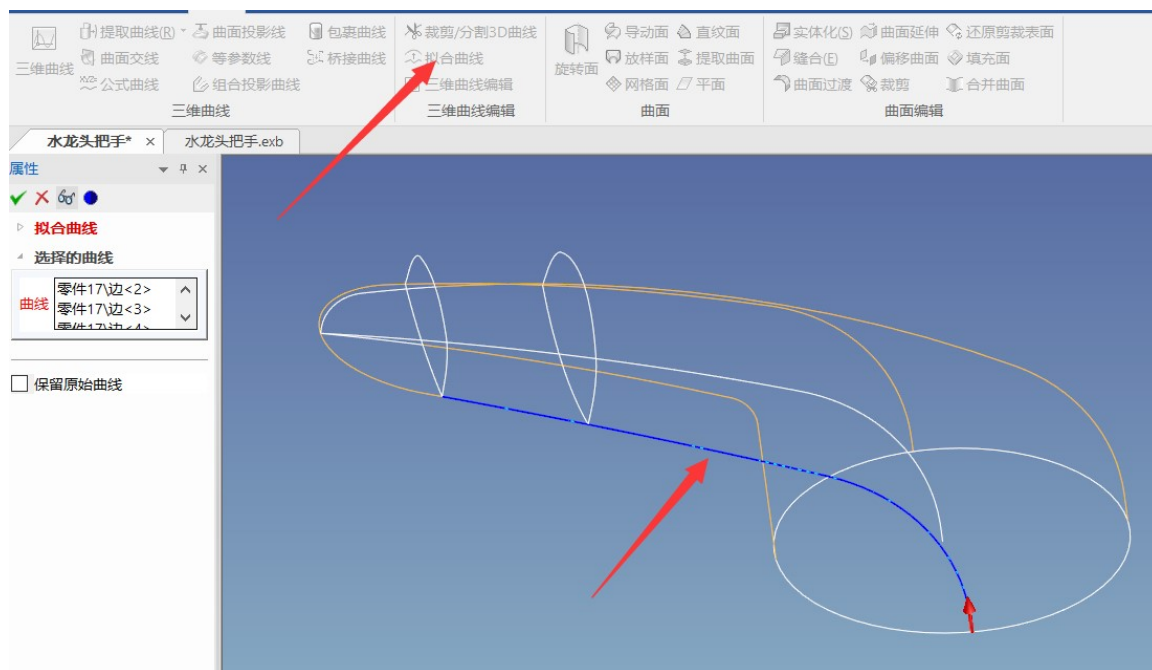 提取曲线(R) 曲面投影线 包裹曲线 裁剪/分割3D曲线 导动面 直纹面 实体化(S) 曲面延伸 还原剪裁表面
三维曲线 曲面交线 等参数线 桥接曲线 拟合曲线 旋转面 放样面 提取曲面 缝合(E) 偏移曲面 填充面
公式曲线 组合投影曲线 三维曲线编辑 网格面 平面 曲面过渡 裁剪 合并曲面
三维曲线 三维曲线编辑 曲面 曲面编辑
水龙头把手* × 水龙头把手.exb
属性
拟合曲线
选择的曲线
曲线 零件17\边<2>
零件17\边<3>
零件17\边<4>
保留原始曲线